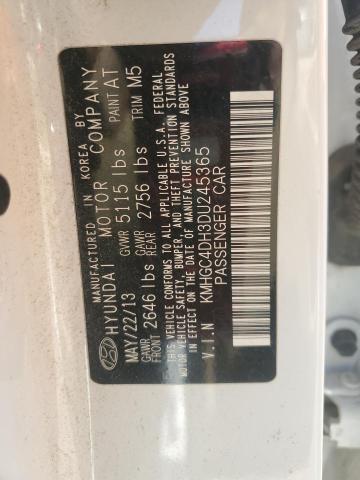 MANUFACTURED IN KOREA BY
HYUNDAI MOTOR COMPANY
MAY/22/13 GVWR 5115 lbs PAINT AT
GAWR FRONT 2646 lbs GAWR REAR 2756 lbs TRIM M5
THIS VEHICLE CONFORMS TO ALL APPLICABLE U.S.A. FEDERAL
MOTOR VEHICLE SAFETY, BUMPER, AND THEFT PREVENTION STANDARDS
IN EFFECT ON THE DATE OF MANUFACTURE SHOWN ABOVE
V.I.N KMHGC4DH3DU245365
PASSENGER CAR